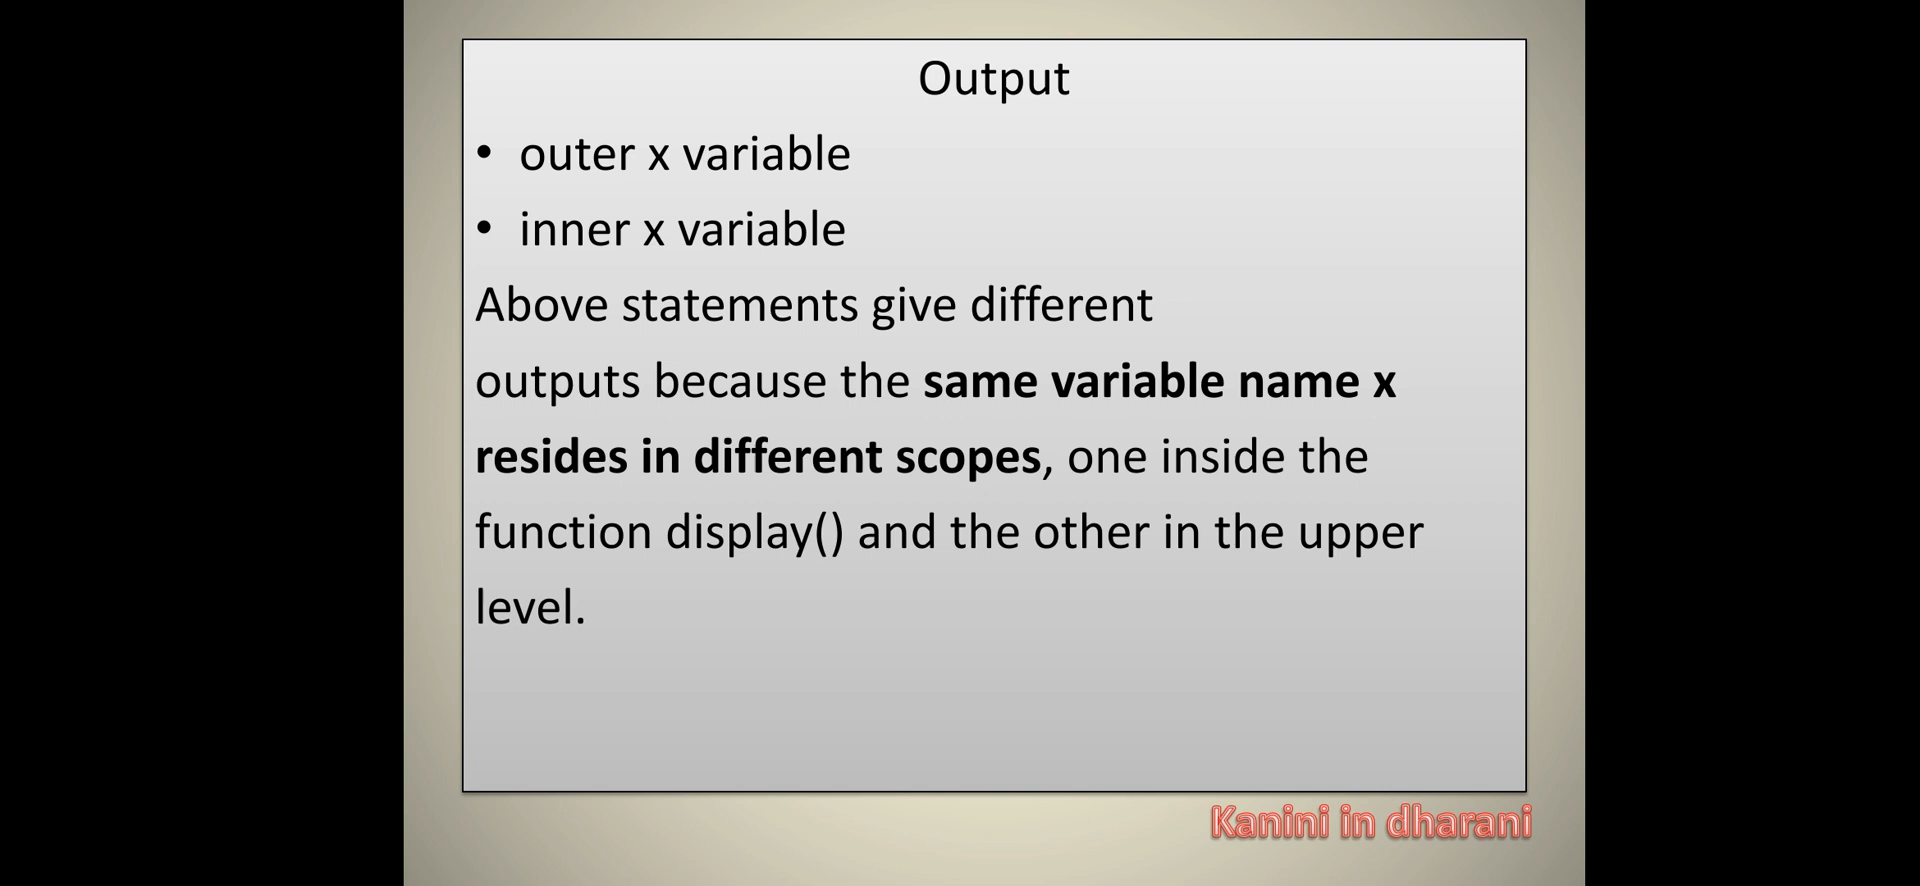 Output
• outer x variable
• inner x variable
Above statements give different
outputs because the same variable name x
resides in different scopes, one inside the
function display() and the other in the upper
level.
Kanini in dharani